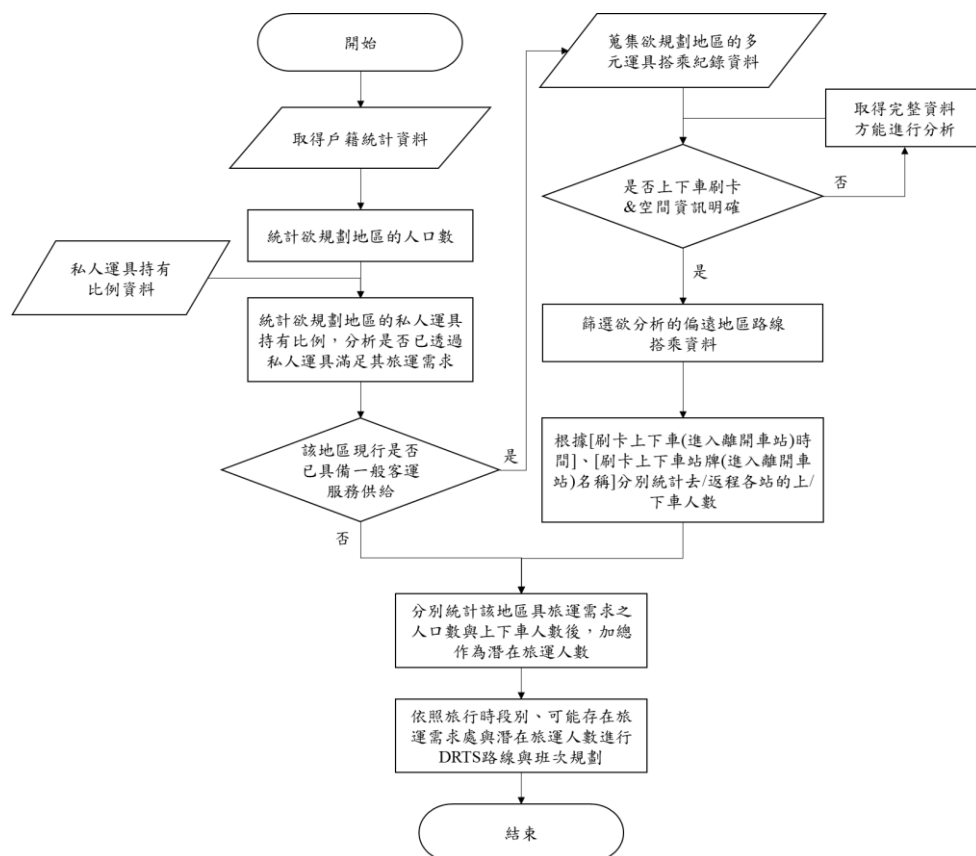 開始
取得戶籍統計資料
統計欲規劃地區的人口數
私人運具持有
比例資料
統計欲規劃地區的私人運具
持有比例，分析是否已透過
私人運具滿足其旅運需求
該地區現行是否
已具備一般客運
服務供給
是
否
蒐集欲規劃地區的多
元運具搭乘紀錄資料
取得完整資料
方能進行分析
是否上下車刷卡
&空間資訊明確
否
是
篩選欲分析的偏遠地區路線
搭乘資料
根據[刷卡上下車(進入離開車站)時
間]、[刷卡上下車站牌(進入離開車
站)名稱]分別統計去/返程各站的上/
下車人數
分別統計該地區具旅運需求之
人口數與上下車人數後，加總
作為潛在旅運人數
依照旅行時段別、可能存在旅
運需求處與潛在旅運人數進行
DRTS路線與班次規劃
結束